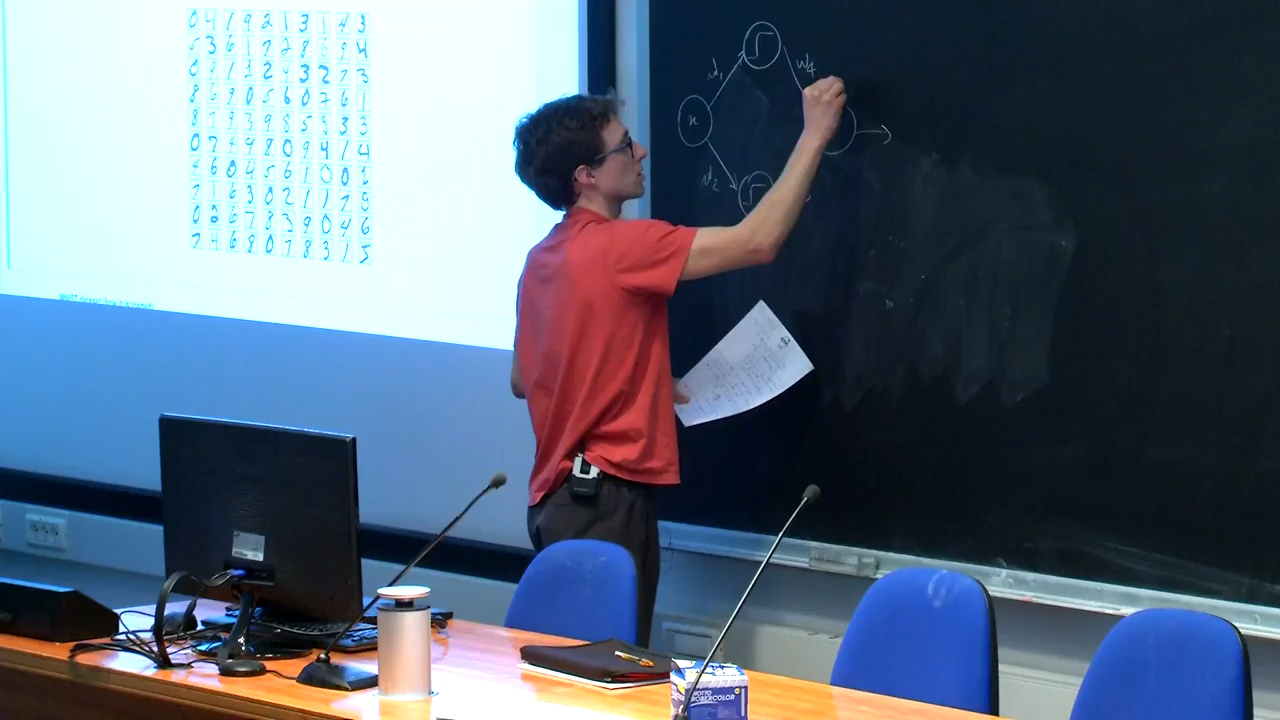 0 4 1 9 2 1 3 1 4 3
5 3 6 1 7 2 8 6 9 4
0 9 1 1 2 4 3 2 7 3
8 6 9 0 5 6 0 7 6 1
8 7 9 3 9 8 5 9 3 3
0 7 4 9 8 0 9 4 1 4
4 6 0 4 5 6 1 0 0 1
7 1 6 3 0 2 1 1 7 9
0 2 6 7 8 3 9 0 4 6
7 4 6 8 0 7 8 3 1 5
w₁
w₄
x
w₂
ROBERCOLOR